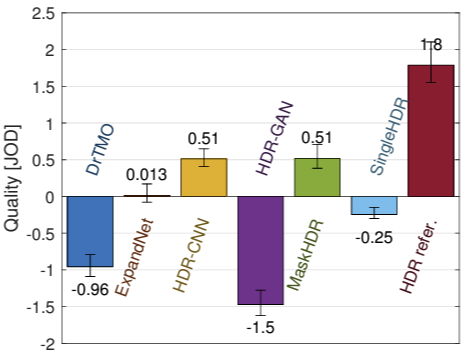 Quality [JOD]
2.5
2
1.5
1
0.5
0
-0.5
-1
-1.5
-2
DrTMO
-0.96
0.013
ExpandNet
0.51
HDR-CNN
HDR-GAN
-1.5
0.51
MaskHDR
SingleHDR
-0.25
1.8
HDR refer.